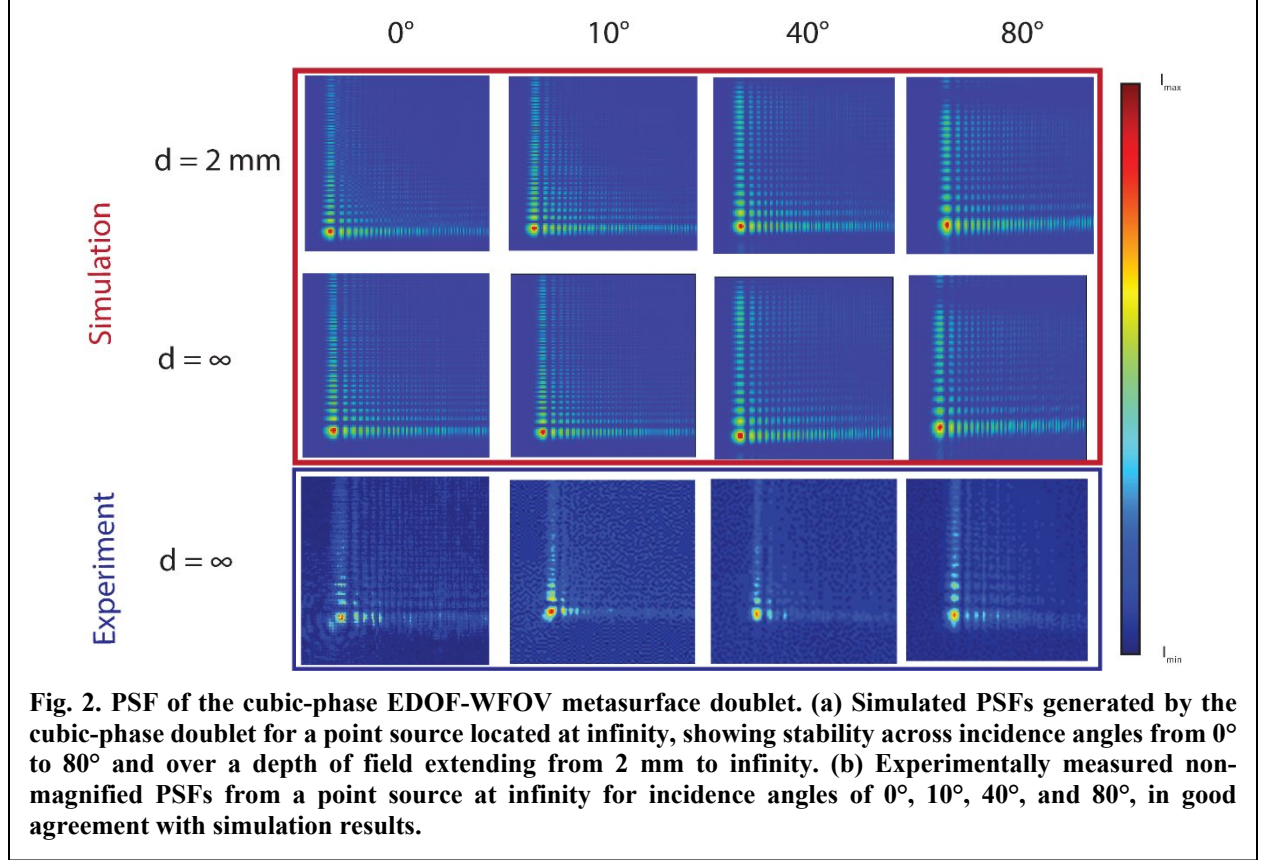 0° 10° 40° 80°
I_max
d = 2 mm
Simulation
d = ∞
Experiment
d = ∞
I_min
Fig. 2. PSF of the cubic-phase EDOF-WFOV metasurface doublet. (a) Simulated PSFs generated by the
cubic-phase doublet for a point source located at infinity, showing stability across incidence angles from 0°
to 80° and over a depth of field extending from 2 mm to infinity. (b) Experimentally measured non-
magnified PSFs from a point source at infinity for incidence angles of 0°, 10°, 40°, and 80°, in good
agreement with simulation results.